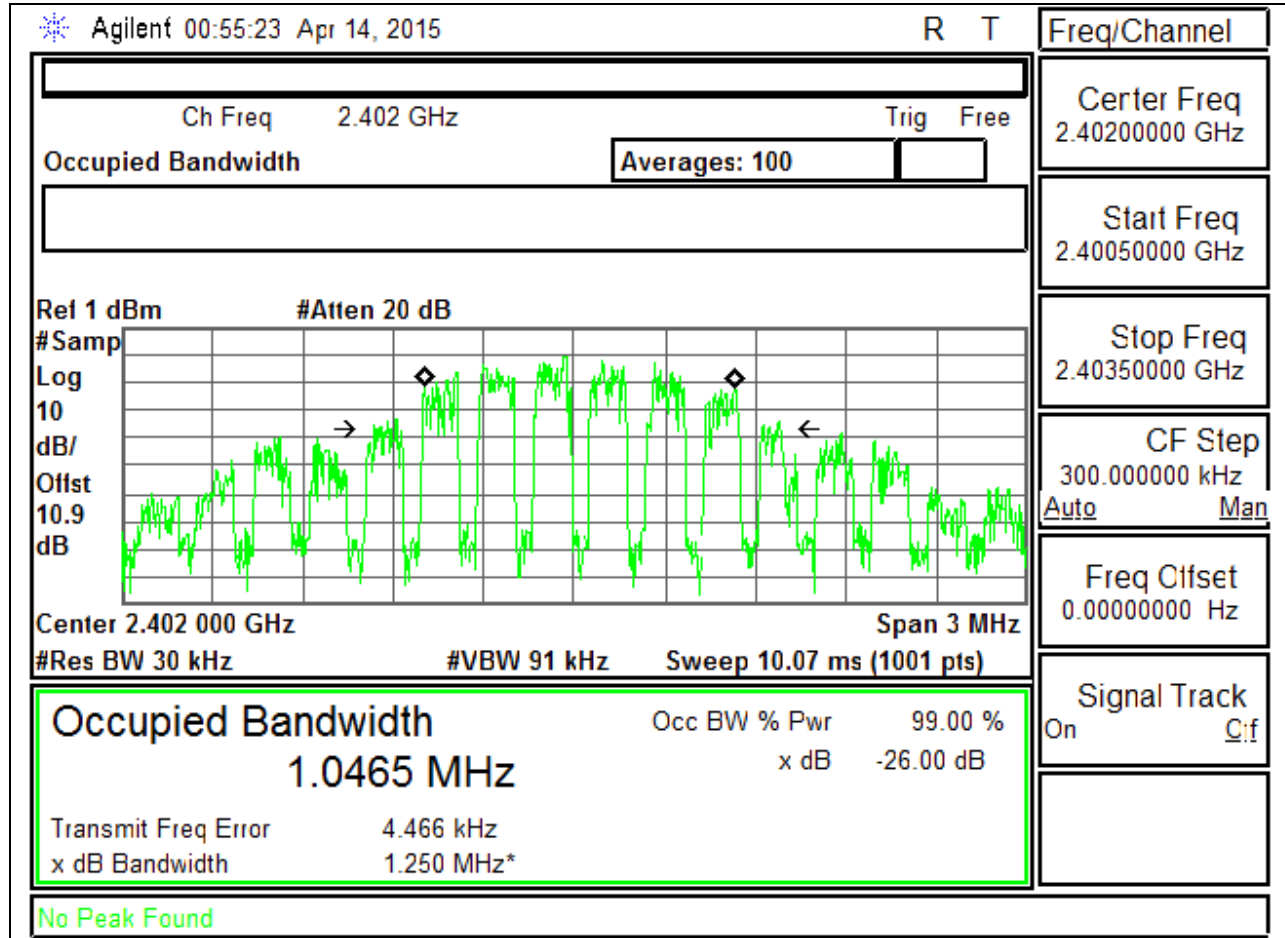 Agilent 00:55:23 Apr 14, 2015 R T
Freq/Channel
Ch Freq 2.402 GHz Trig Free
Occupied Bandwidth Averages: 100
Center Freq
2.40200000 GHz
Start Freq
2.40050000 GHz
Stop Freq
2.40350000 GHz
CF Step
300.000000 kHz
Auto Man
Freq Offset
0.00000000 Hz
Signal Track
On Off
Ref 1 dBm #Atten 20 dB
#Samp
Log
10
dB/
Offst
10.9
dB
Center 2.402 000 GHz Span 3 MHz
#Res BW 30 kHz #VBW 91 kHz Sweep 10.07 ms (1001 pts)
Occupied Bandwidth Occ BW % Pwr 99.00 %
1.0465 MHz x dB -26.00 dB
Transmit Freq Error 4.466 kHz
x dB Bandwidth 1.250 MHz*
No Peak Found